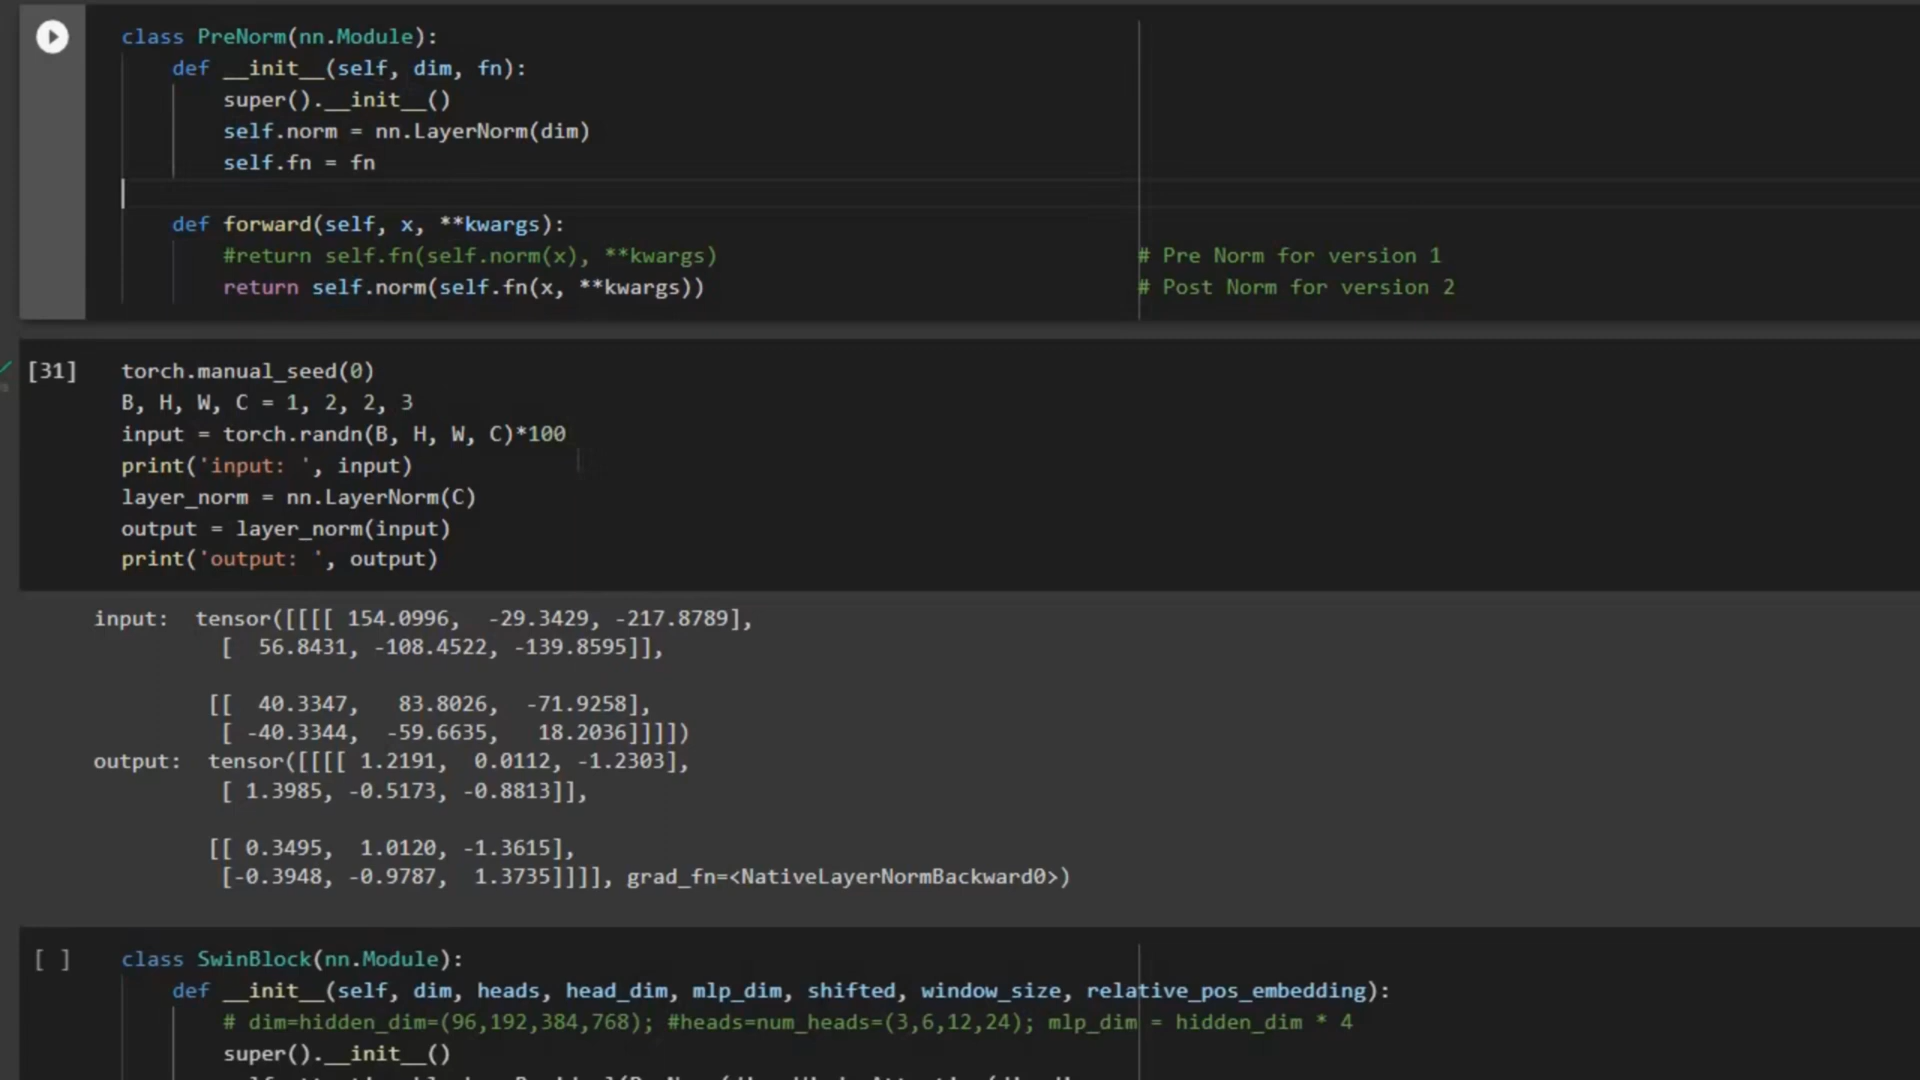 class PreNorm(nn.Module):
def __init__(self, dim, fn):
super().__init__()
self.norm = nn.LayerNorm(dim)
self.fn = fn
def forward(self, x, **kwargs):
#return self.fn(self.norm(x), **kwargs) # Pre Norm for version 1
return self.norm(self.fn(x, **kwargs)) # Post Norm for version 2
[31] torch.manual_seed(0)
B, H, W, C = 1, 2, 2, 3
input = torch.randn(B, H, W, C)*100
print('input: ', input)
layer_norm = nn.LayerNorm(C)
output = layer_norm(input)
print('output: ', output)
input: tensor([[[[ 154.0996, -29.3429, -217.8789],
[ 56.8431, -108.4522, -139.8595]],
[[ 40.3347, 83.8026, -71.9258],
[ -40.3344, -59.6635, 18.2036]]]])
output: tensor([[[[ 1.2191, 0.0112, -1.2303],
[ 1.3985, -0.5173, -0.8813]],
[[ 0.3495, 1.0120, -1.3615],
[-0.3948, -0.9787, 1.3735]]]], grad_fn=<NativeLayerNormBackward0>)
[ ] class SwinBlock(nn.Module):
def __init__(self, dim, heads, head_dim, mlp_dim, shifted, window_size, relative_pos_embedding):
# dim=hidden_dim=(96,192,384,768); #heads=num_heads=(3,6,12,24); mlp_dim = hidden_dim * 4
super().__init__()